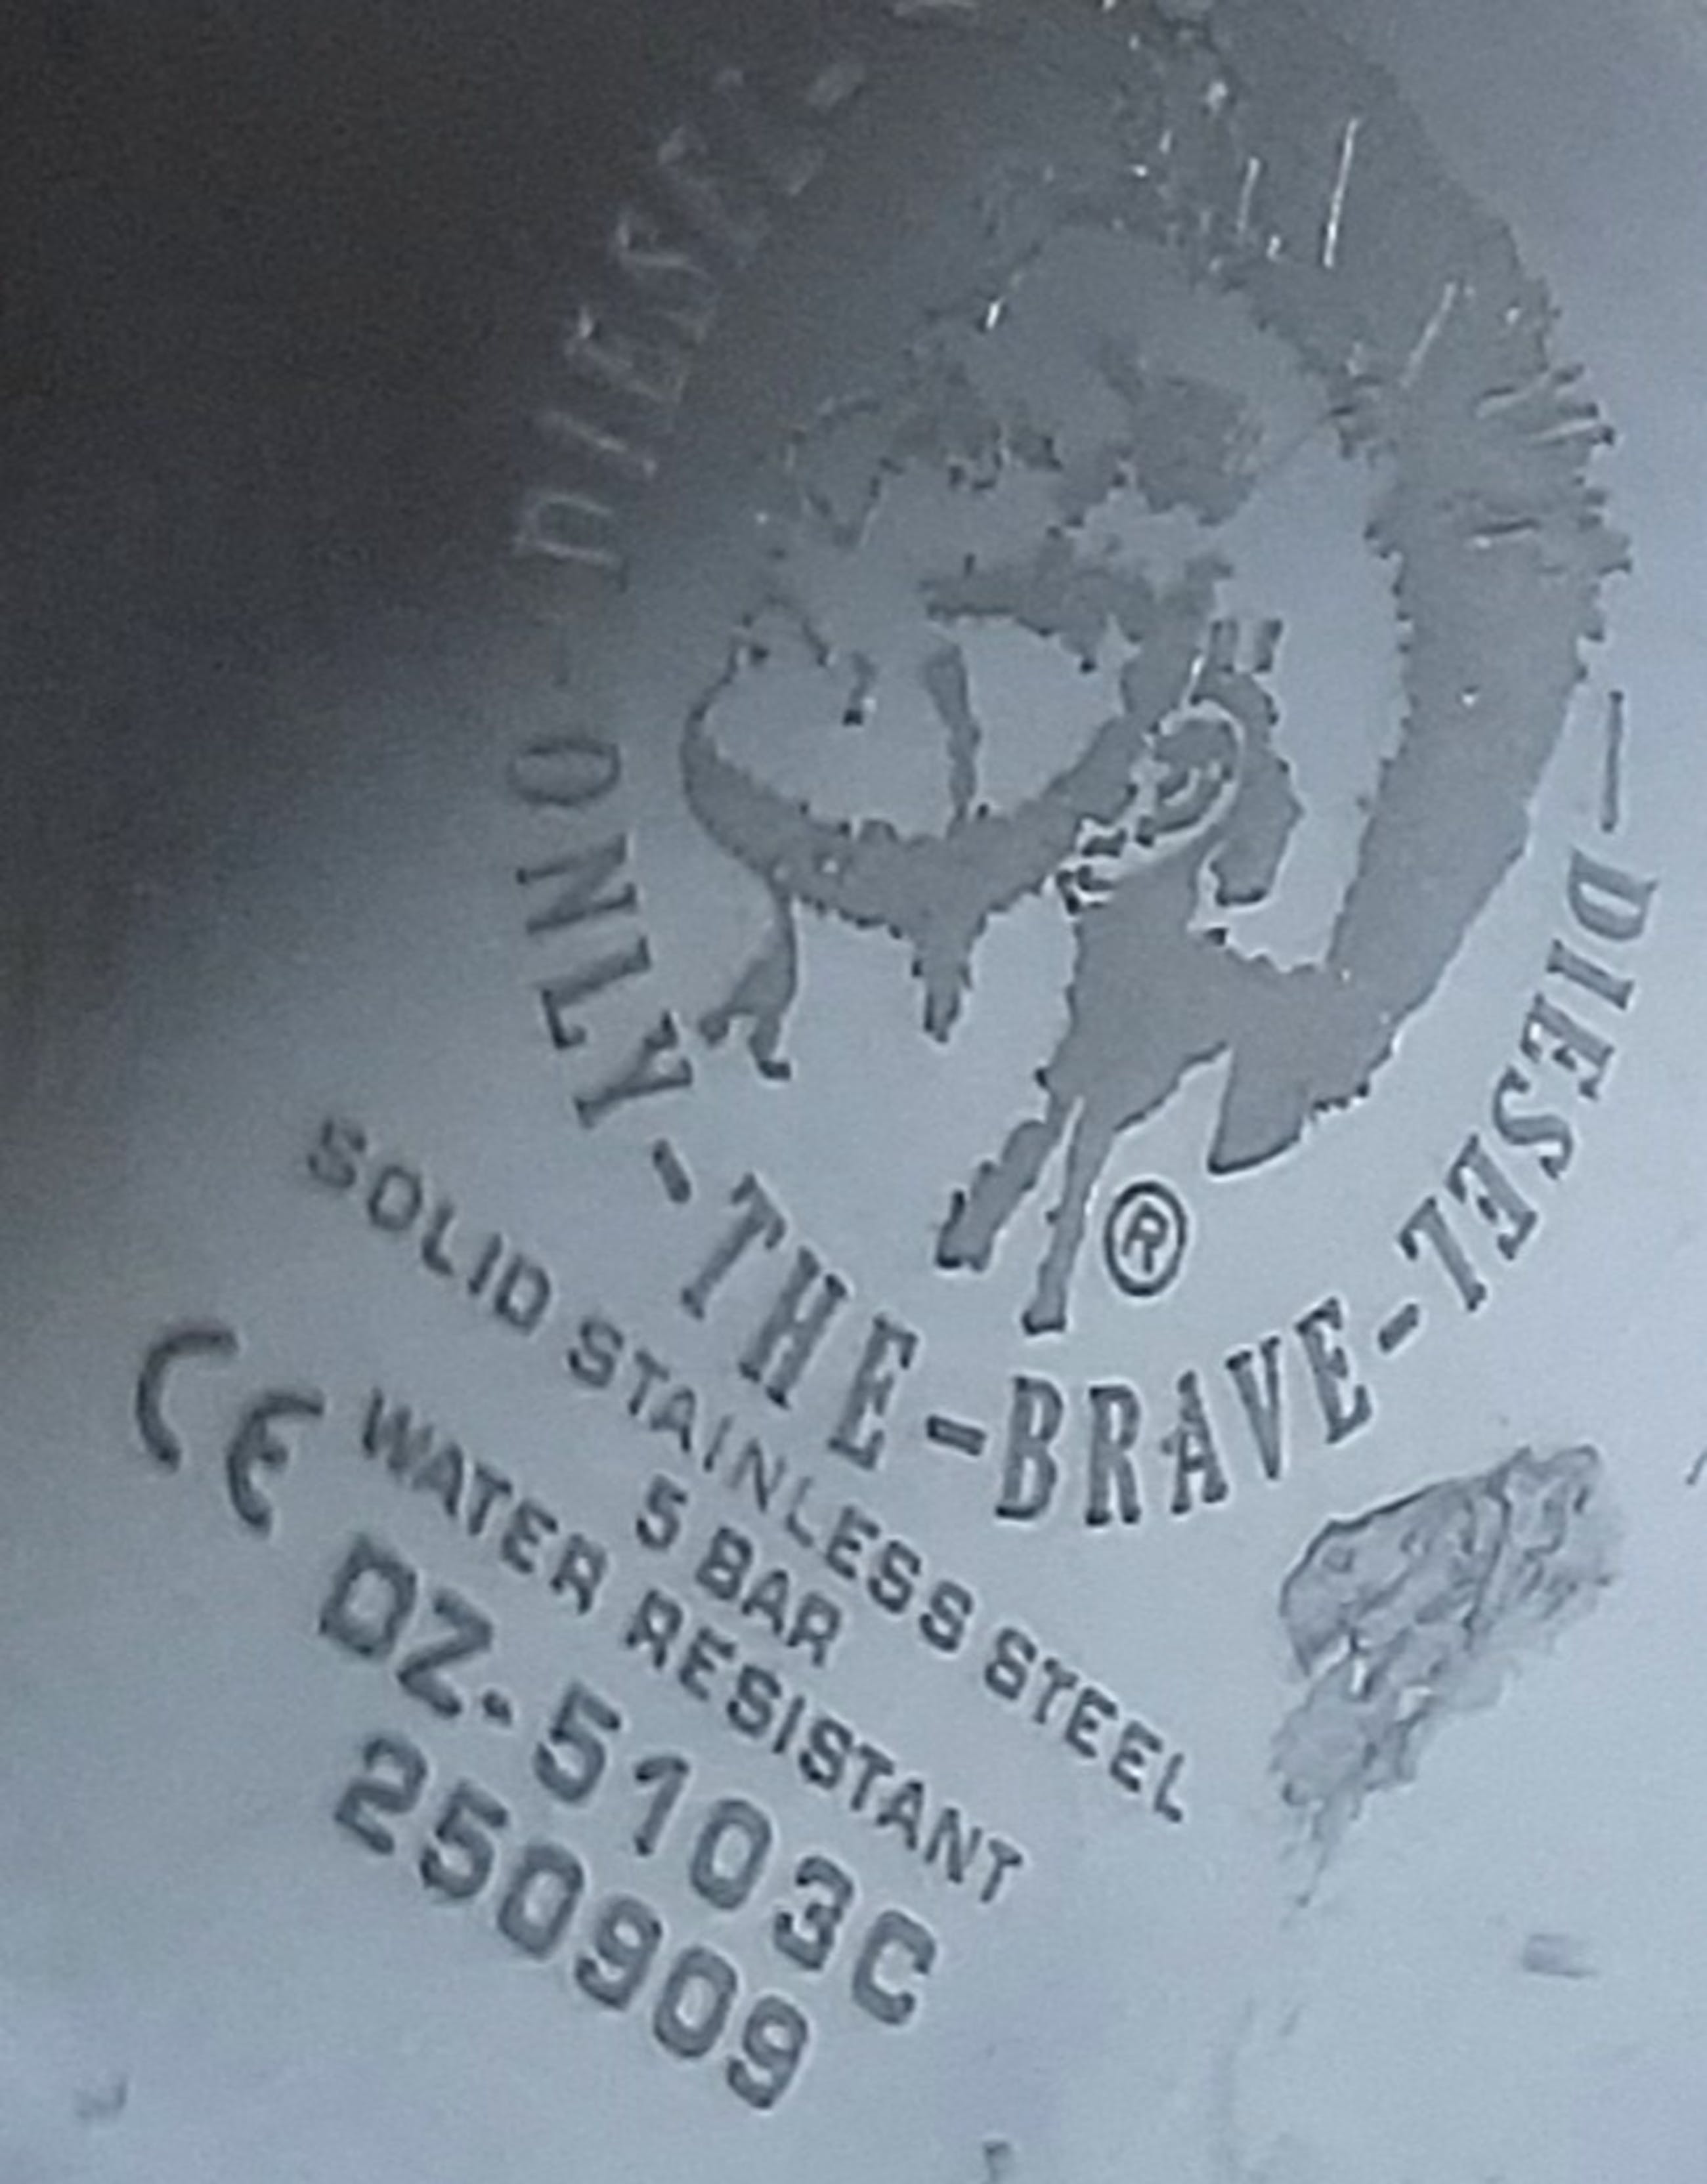 DIESEL
ONLY-THE-BRAVE-DIESEL
®
SOLID STAINLESS STEEL
5 BAR
CE WATER RESISTANT
DZ.5103C
250909